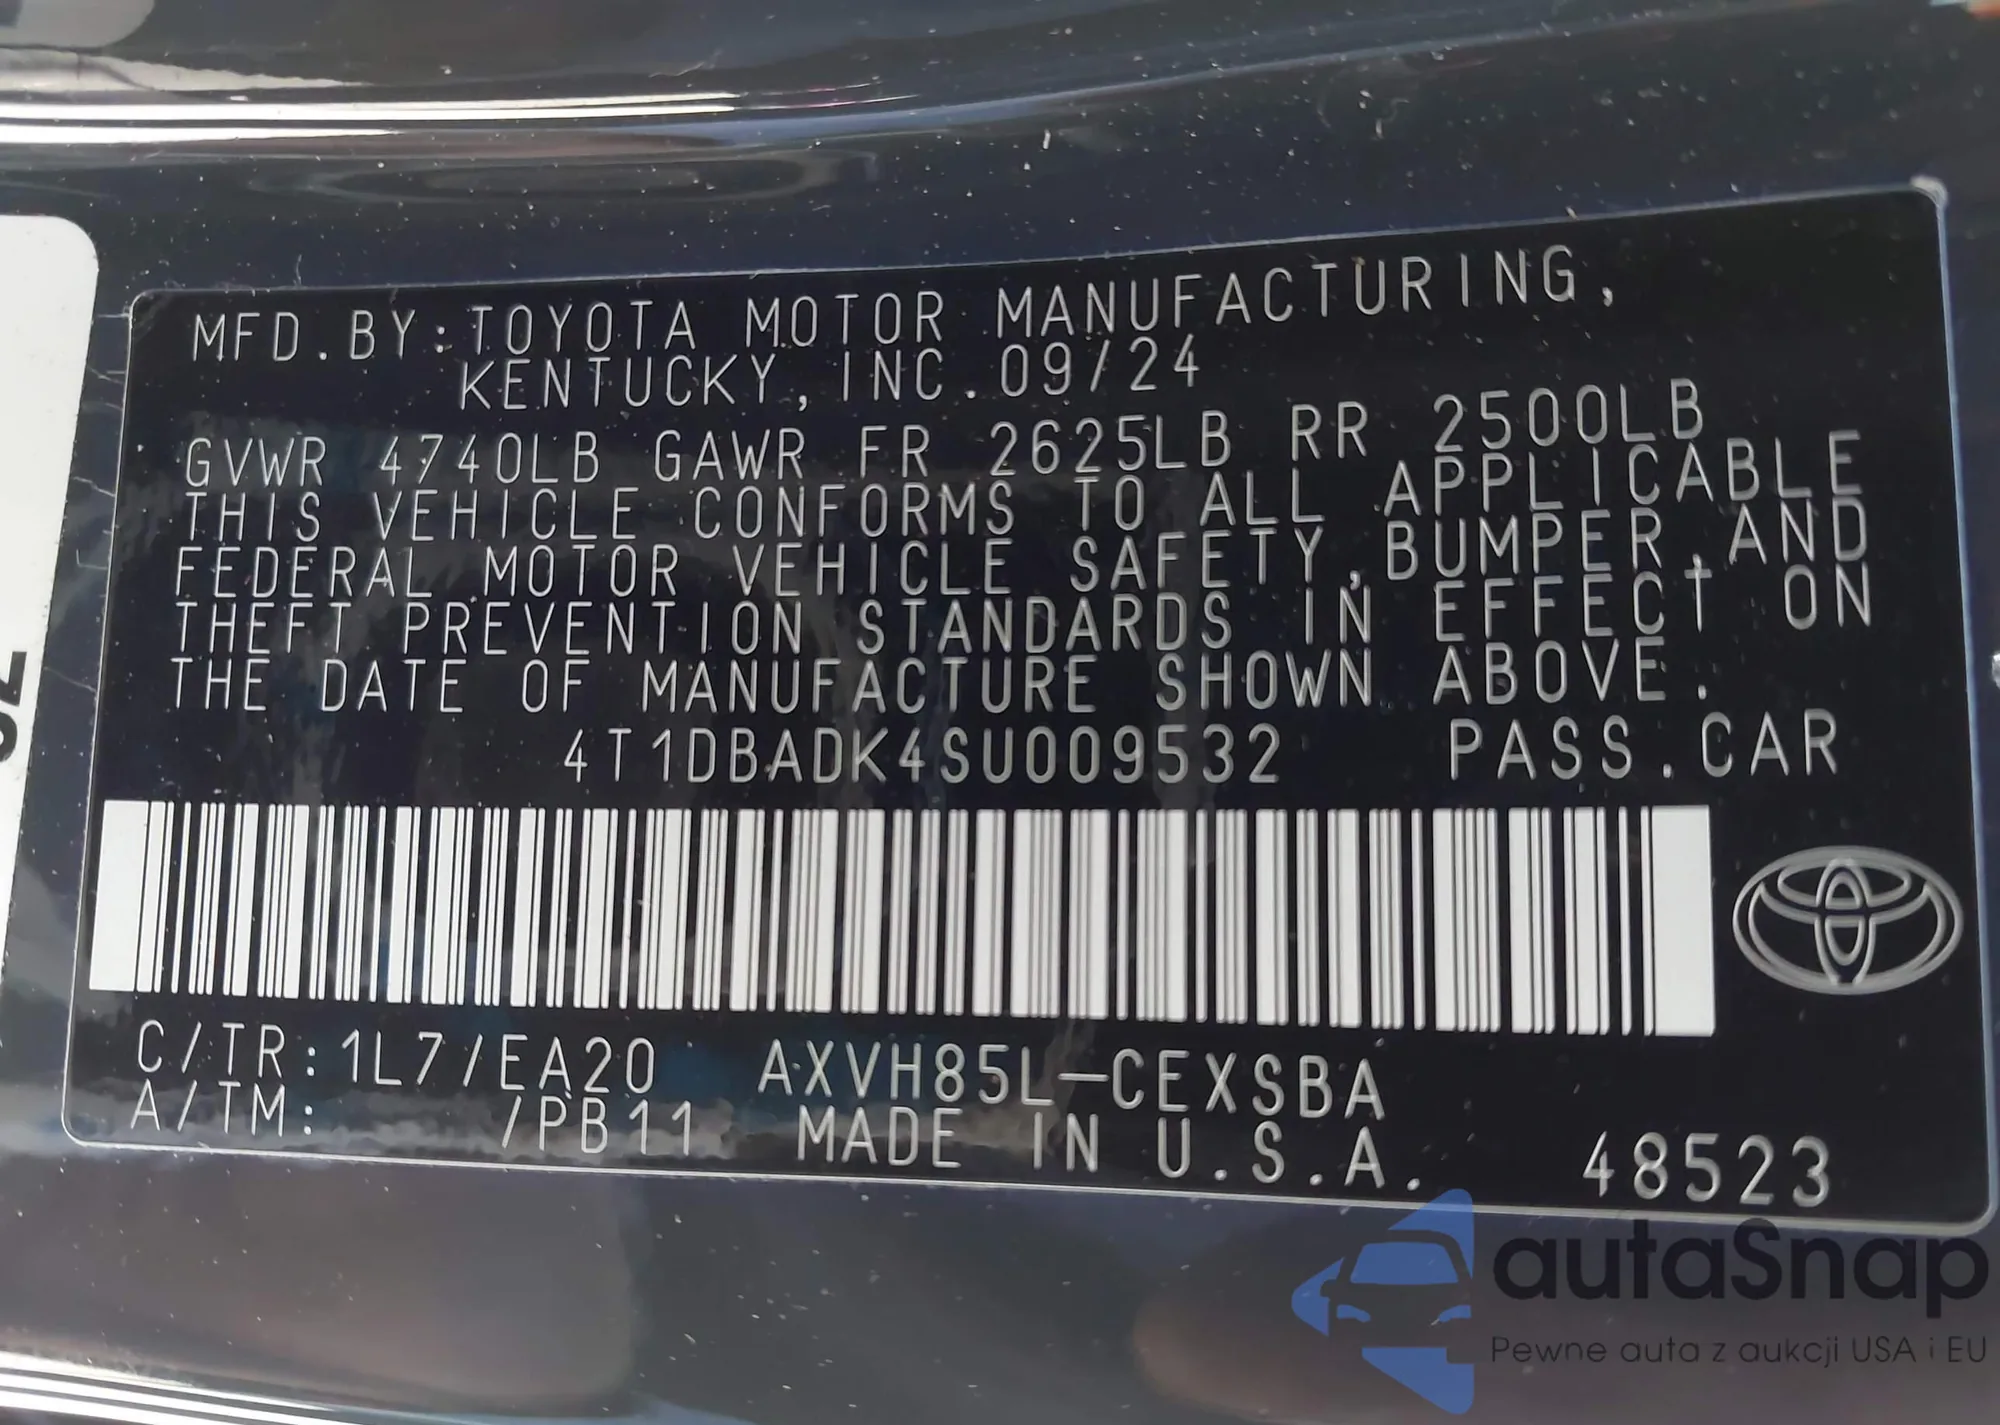 MFD.BY:TOYOTA MOTOR MANUFACTURING,
KENTUCKY,INC.09/24
GVWR 4740LB GAWR FR 2625LB RR 2500LB
THIS VEHICLE CONFORMS TO ALL APPLICABLE
FEDERAL MOTOR VEHICLE SAFETY,BUMPER,AND
THEFT PREVENTION STANDARDS IN EFFECT ON
THE DATE OF MANUFACTURE SHOWN ABOVE.
4T1DBADK4SU009532 PASS.CAR
C/TR:1L7/EA20 AXVH85L-CEXSBA
A/TM: /PB11 MADE IN U.S.A. 48523
autaSnap
Pewne auta z aukcji USA i EU